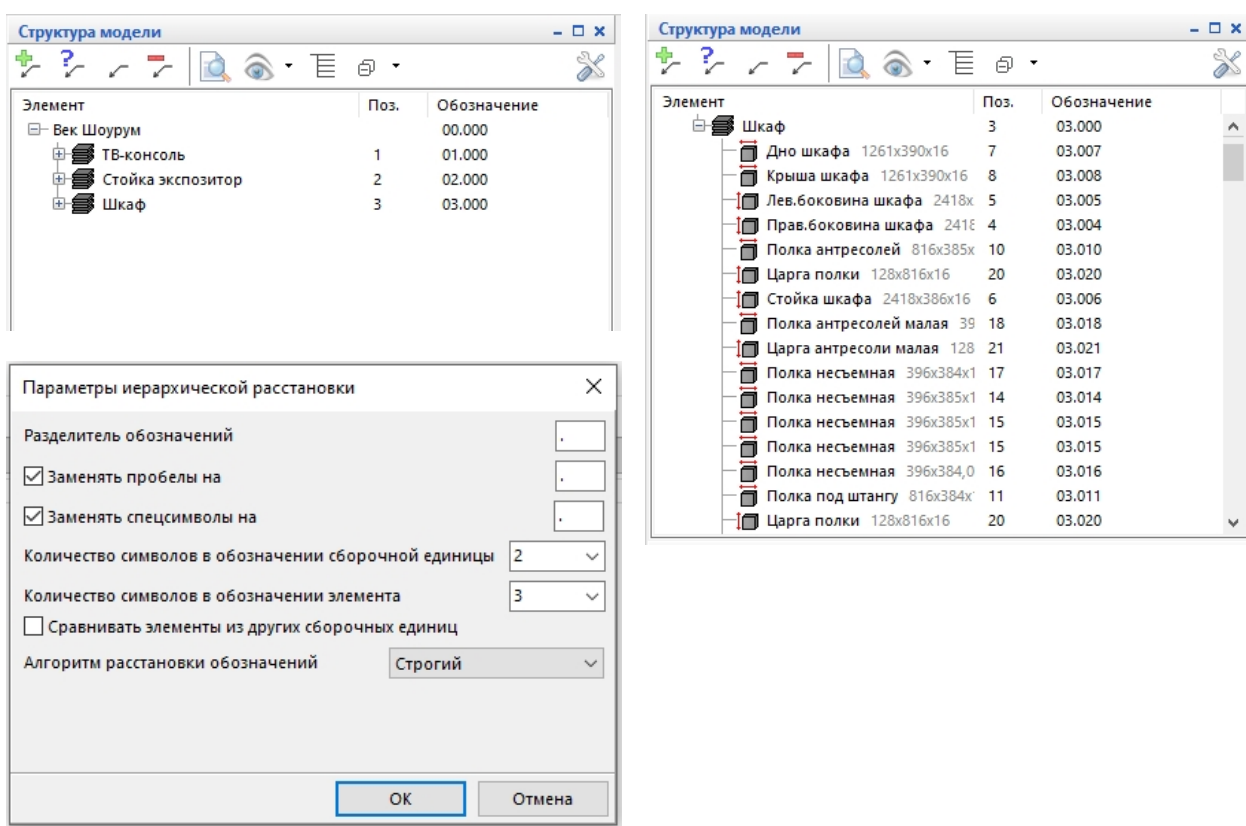 Структура модели
Элемент Поз. Обозначение
Век Шоурум 00.000
ТВ-консоль 1 01.000
Стойка экспозитор 2 02.000
Шкаф 3 03.000
Параметры иерархической расстановки
Разделитель обозначений .
Заменять пробелы на .
Заменять спецсимволы на .
Количество символов в обозначении сборочной единицы 2
Количество символов в обозначении элемента 3
Сравнивать элементы из других сборочных единиц
Алгоритм расстановки обозначений Строгий
ОК Отмена
Структура модели
Элемент Поз. Обозначение
Шкаф 3 03.000
Дно шкафа 1261x390x16 7 03.007
Крыша шкафа 1261x390x16 8 03.008
Лев.боковина шкафа 2418x 5 03.005
Прав.боковина шкафа 2418 4 03.004
Полка антресолей 816x385x 10 03.010
Царга полки 128x816x16 20 03.020
Стойка шкафа 2418x386x16 6 03.006
Полка антресолей малая 39 18 03.018
Царга антресоли малая 128 21 03.021
Полка несъемная 396x384x1 17 03.017
Полка несъемная 396x385x1 14 03.014
Полка несъемная 396x385x1 15 03.015
Полка несъемная 396x385x1 15 03.015
Полка несъемная 396x384,0 16 03.016
Полка под штангу 816x384x 11 03.011
Царга полки 128x816x16 20 03.020